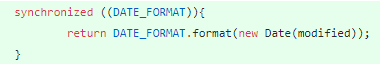 synchronized ((DATE_FORMAT)){
return DATE_FORMAT.format(new Date(modified));
}